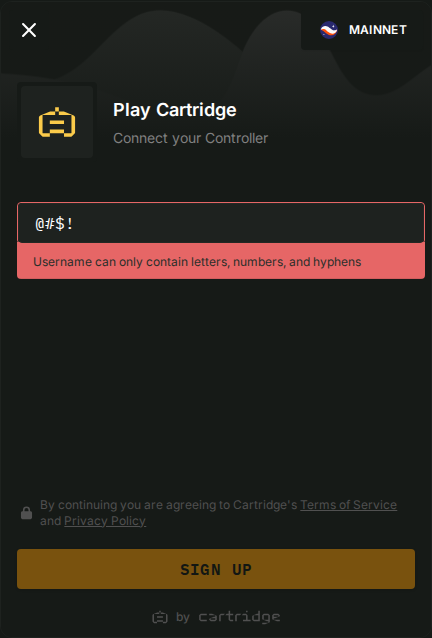 MAINNET
Play Cartridge
Connect your Controller
@#$!
Username can only contain letters, numbers, and hyphens
By continuing you are agreeing to Cartridge's Terms of Service
and Privacy Policy
SIGN UP
by cartridge